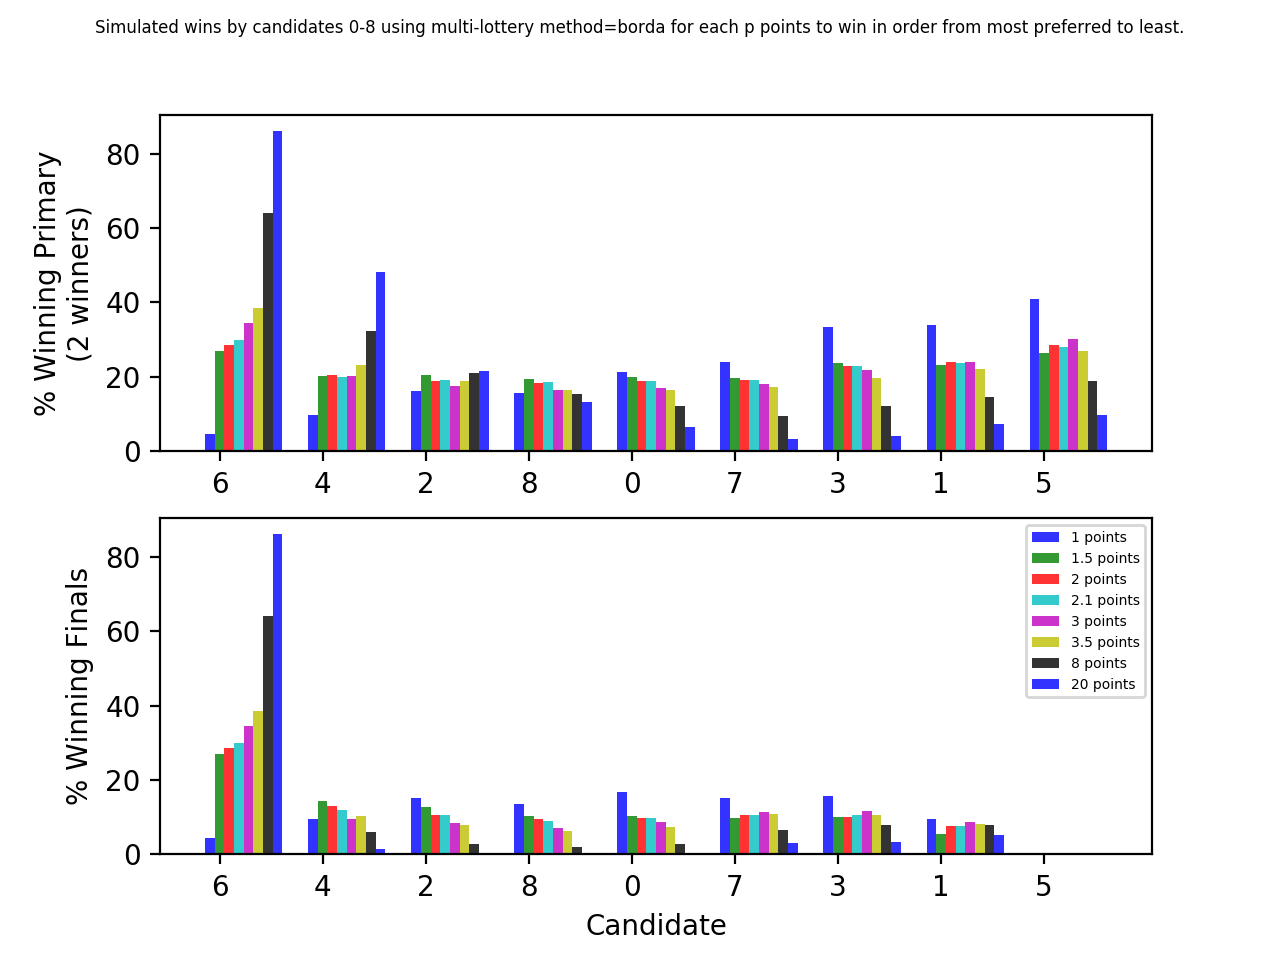 Simulated wins by candidates 0-8 using multi-lottery method=borda for each p points to win in order from most preferred to least.
% Winning Primary
(2 winners)
80
60
40
20
0
6 4 2 8 0 7 3 1 5
% Winning Finals
80
60
40
20
0
1 points
1.5 points
2 points
2.1 points
3 points
3.5 points
8 points
20 points
6 4 2 8 0 7 3 1 5
Candidate